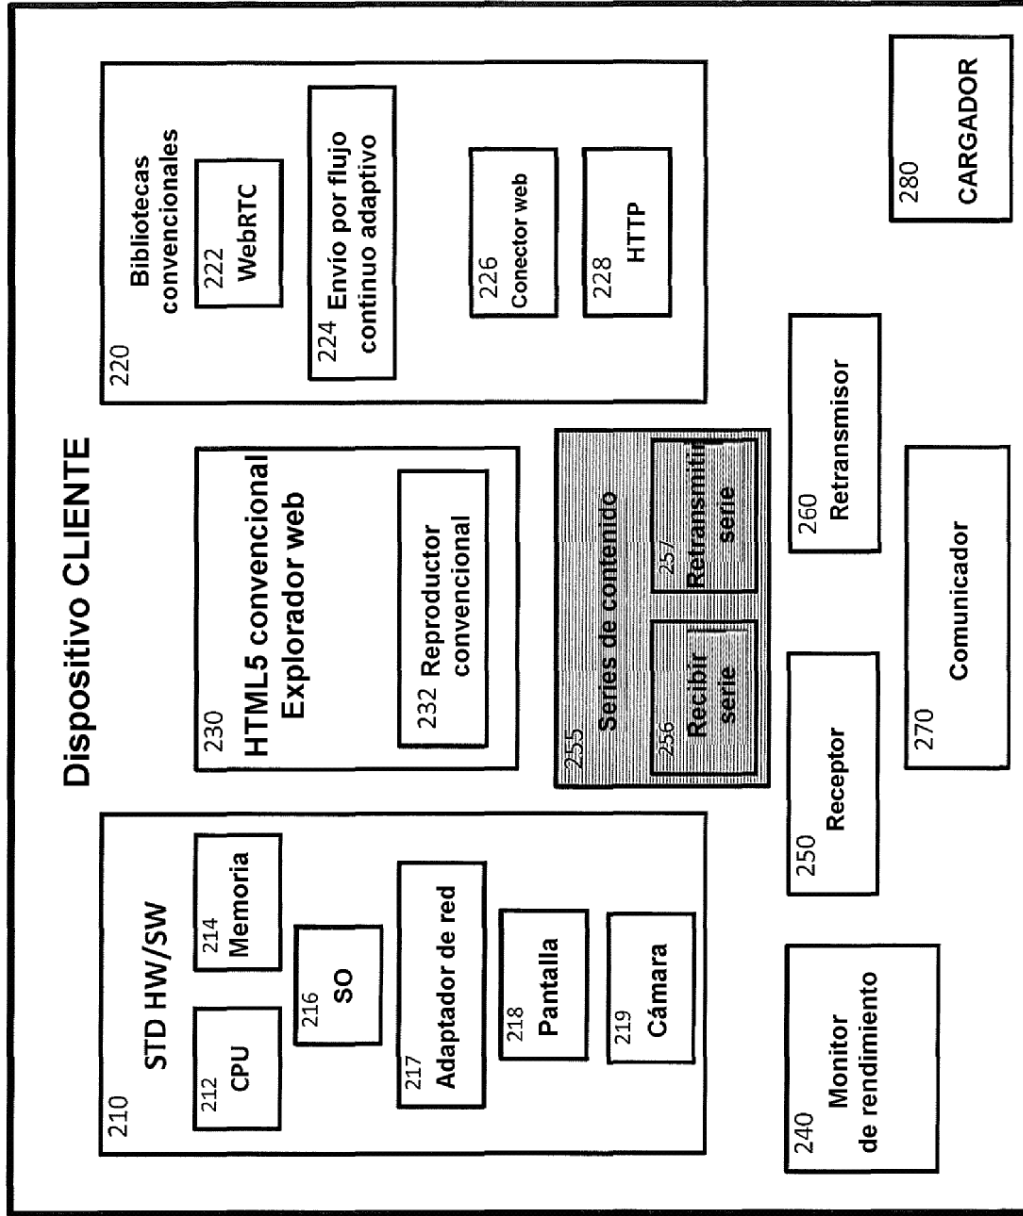 Dispositivo CLIENTE
210
STD HW/SW
212
CPU
214
Memoria
216
SO
217
Adaptador de red
218
Pantalla
219
Cámara
230
HTML5 convencional
Explorador web
232 Reproductor
convencional
220
Bibliotecas
convencionales
222
WebRTC
224 Envío por flujo
continuo adaptivo
226
Conector web
228
HTTP
255
Series de contenido
256
Recibir
serie
257
Retransmitir
serie
240
Monitor
de rendimiento
250
Receptor
260
Retransmisor
270
Comunicador
280
CARGADOR